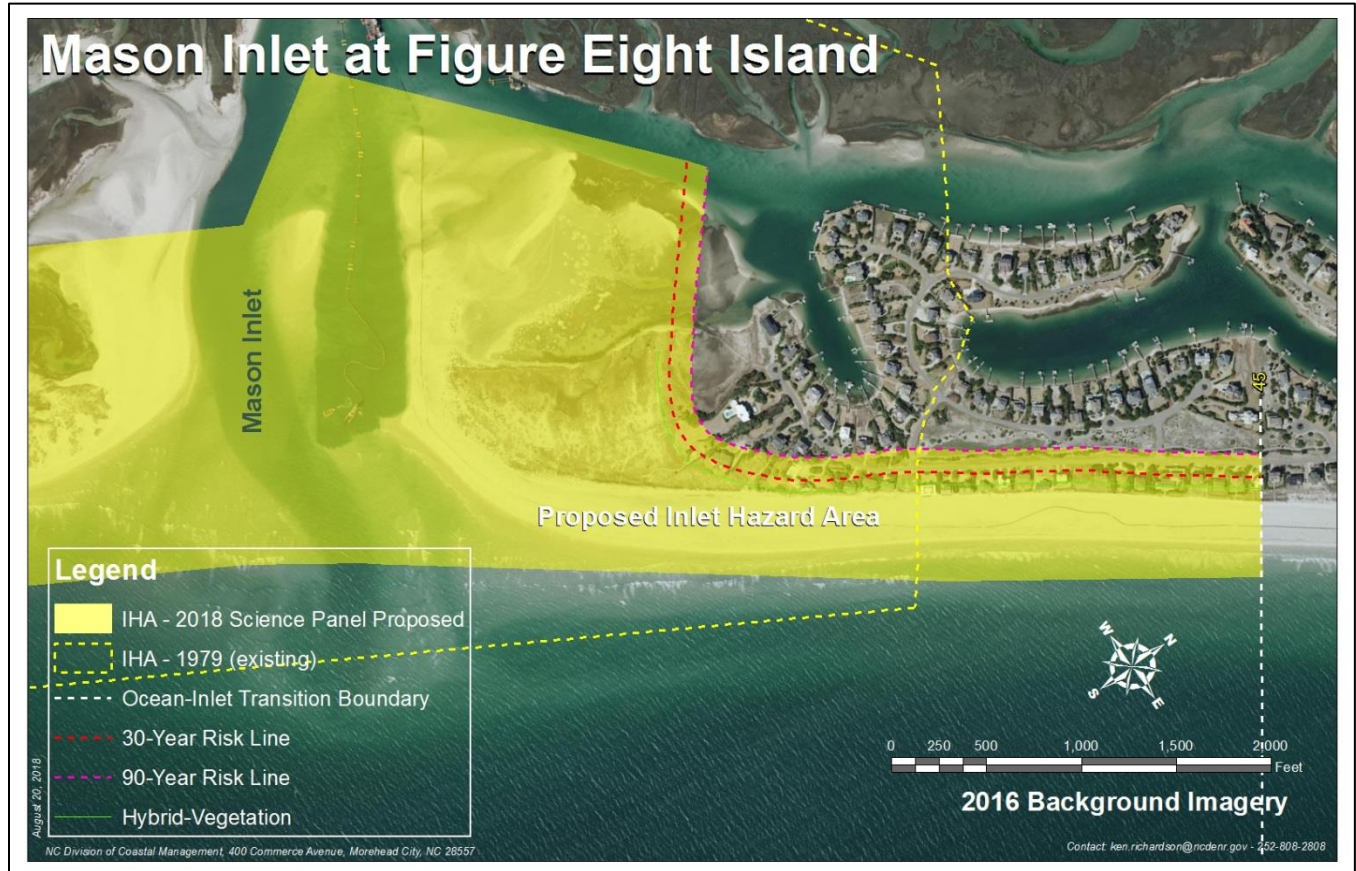 Mason Inlet at Figure Eight Island
Mason Inlet
45
Proposed Inlet Hazard Area
Legend
IHA - 2018 Science Panel Proposed
IHA - 1979 (existing)
Ocean-Inlet Transition Boundary
30-Year Risk Line
90-Year Risk Line
Hybrid-Vegetation
W
N
S
E
0 250 500 1,000 1,500 2,000
Feet
2016 Background Imagery
August 20, 2018
NC Division of Coastal Management, 400 Commerce Avenue, Morehead City, NC 28557
Contact: ken.richardson@ncdenr.gov - 252-808-2808